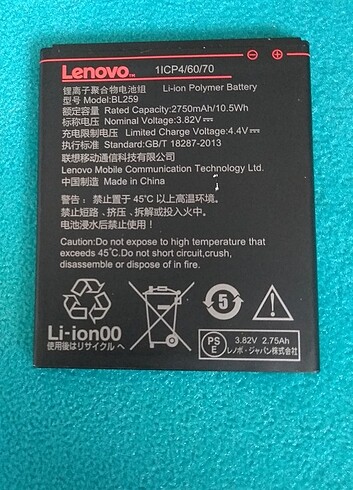 Lenovo™ 1ICP4/60/70
锂离子聚合物电池组 Li-ion Polymer Battery
型号 Model:BL259
额定容量 Rated Capacity:2750mAh/10.5Wh
标称电压 Nominal Voltage:3.82V⎓
充电限制电压 Limited Charge Voltage:4.4V⎓
执行标准 Standard:GB/T 18287-2013
联想移动通信科技有限公司
Lenovo Mobile Communication Technology Ltd.
中国制造 Made in China
警告：禁止置于 45℃ 以上高温环境。
禁止短路、挤压、拆解或投入火中。
电池浸水后禁止使用！
Caution:Do not expose to high temperature that
exceeds 45℃.Do not short circuit,crush,
disassemble or dispose of in fire.
5
Li-ion00
使用後はリサイクルへ
PS
E
3.82V 2.75Ah
レノボ・ジャパン株式会社